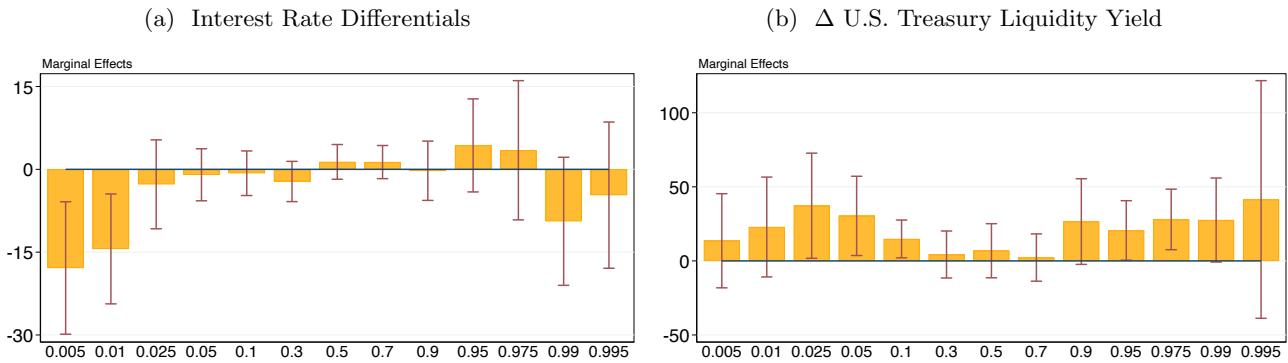 (a) Interest Rate Differentials
Marginal Effects
15
0
-15
-30
0.005 0.01 0.025 0.05 0.1 0.3 0.5 0.7 0.9 0.95 0.975 0.99 0.995
(b) Δ U.S. Treasury Liquidity Yield
Marginal Effects
100
50
0
-50
0.005 0.01 0.025 0.05 0.1 0.3 0.5 0.7 0.9 0.95 0.975 0.99 0.995